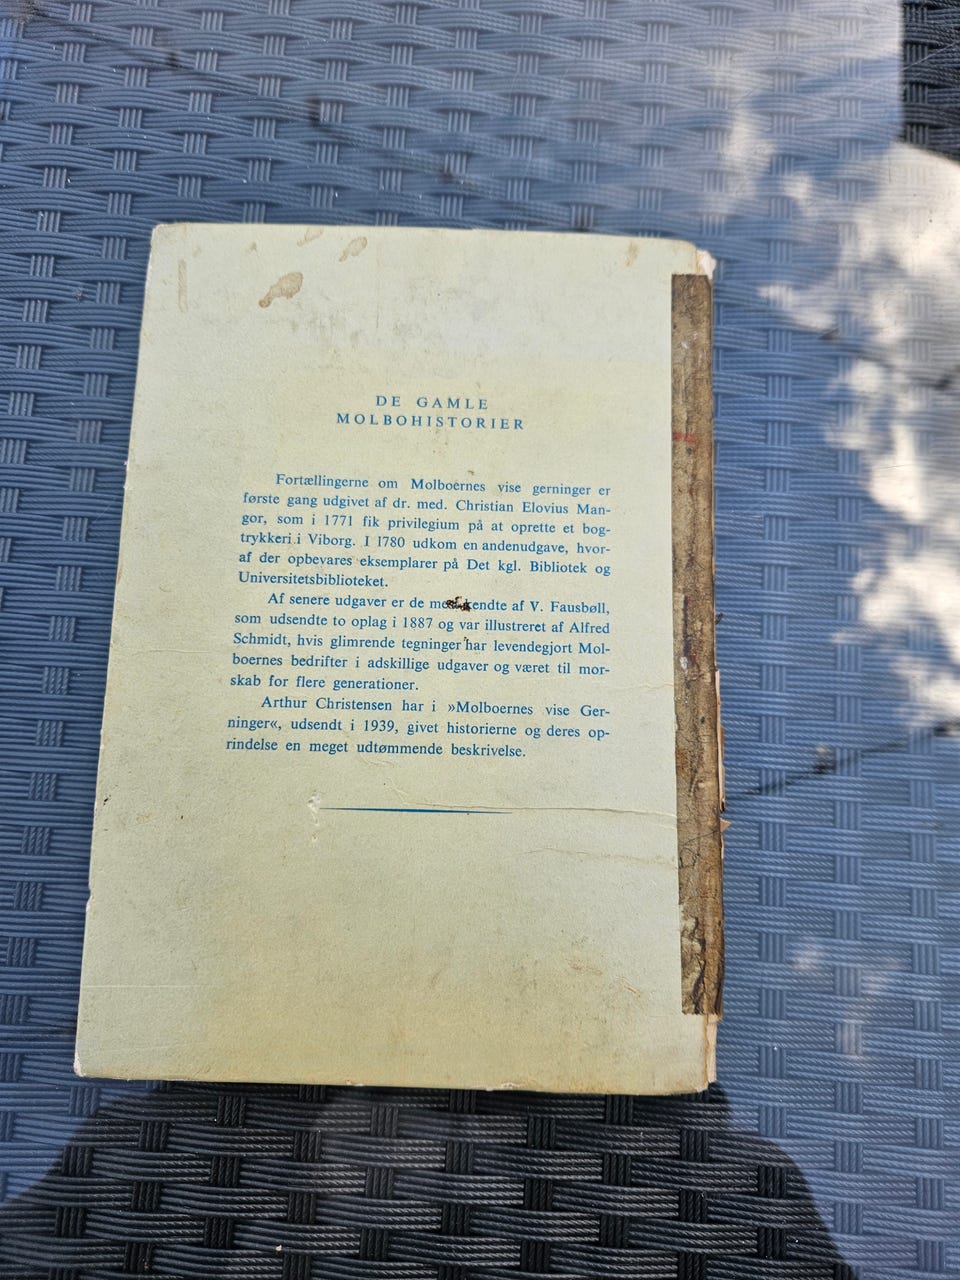 DE GAMLE
MOLBOHISTORIER
Fortællingerne om Molboernes vise gerninger er
første gang udgivet af dr. med. Christian Elovius Man-
gor, som i 1771 fik privilegium på at oprette et bog-
trykkeri i Viborg. I 1780 udkom en andenudgave, hvor-
af der opbevares eksemplarer på Det kgl. Bibliotek og
Universitetsbiblioteket.
Af senere udgaver er de mest kendte af V. Fausbøll,
som udsendte to oplag i 1887 og var illustreret af Alfred
Schmidt, hvis glimrende tegninger har levendegjort Mol-
boernes bedrifter i adskillige udgaver og været til mor-
skab for flere generationer.
Arthur Christensen har i »Molboernes vise Ger-
ninger«, udsendt i 1939, givet historierne og deres op-
rindelse en meget udtømmende beskrivelse.